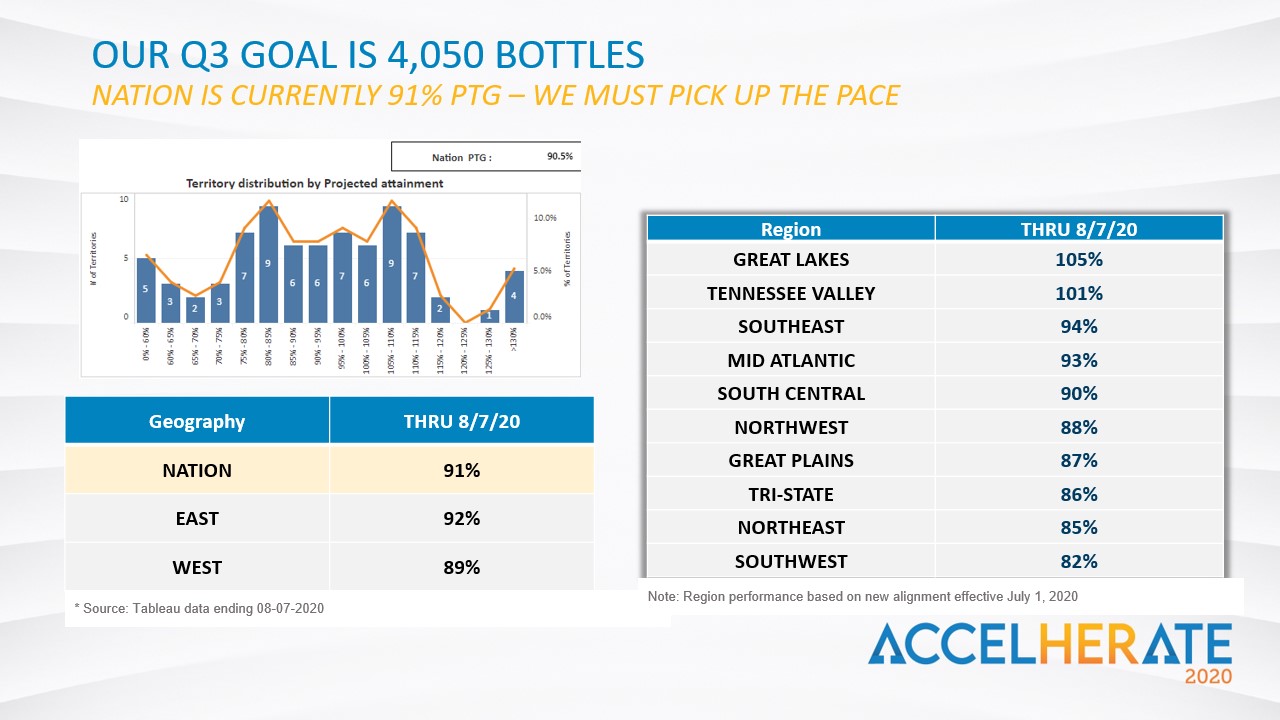 OUR Q3 GOAL IS 4,050 BOTTLES
NATION IS CURRENTLY 91% PTG – WE MUST PICK UP THE PACE
Nation PTG : 90.5%
Territory distribution by Projected attainment
# of Territories
10
5
0
5 3 2 3 7 9 6 6 7 6 9 7 2 1 4
10.0%
5.0%
0.0%
% of Territories
0% - 60%
60% - 65%
65% - 70%
70% - 75%
75% - 80%
80% - 85%
85% - 90%
90% - 95%
95% - 100%
100% - 105%
105% - 110%
110% - 115%
115% - 120%
120% - 125%
125% - 130%
>130%
Geography THRU 8/7/20
NATION 91%
EAST 92%
WEST 89%
* Source: Tableau data ending 08-07-2020
Region THRU 8/7/20
GREAT LAKES 105%
TENNESSEE VALLEY 101%
SOUTHEAST 94%
MID ATLANTIC 93%
SOUTH CENTRAL 90%
NORTHWEST 88%
GREAT PLAINS 87%
TRI-STATE 86%
NORTHEAST 85%
SOUTHWEST 82%
Note: Region performance based on new alignment effective July 1, 2020
ACCELHERATE
2020